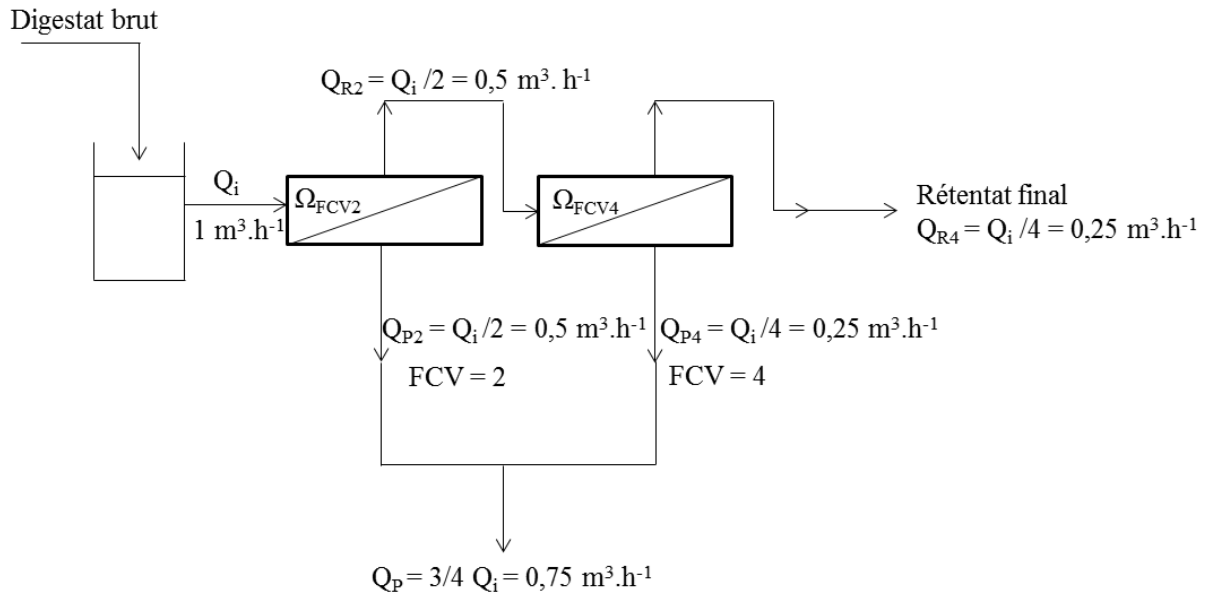 Digestat brut
Q_R2 = Q_i /2 = 0,5 m³. h⁻¹
Q_i
1 m³.h⁻¹
Ω_FCV2
Ω_FCV4
Rétentat final
Q_R4 = Q_i /4 = 0,25 m³.h⁻¹
Q_P2 = Q_i /2 = 0,5 m³.h⁻¹
FCV = 2
Q_P4 = Q_i /4 = 0,25 m³.h⁻¹
FCV = 4
Q_P = 3/4 Q_i = 0,75 m³.h⁻¹